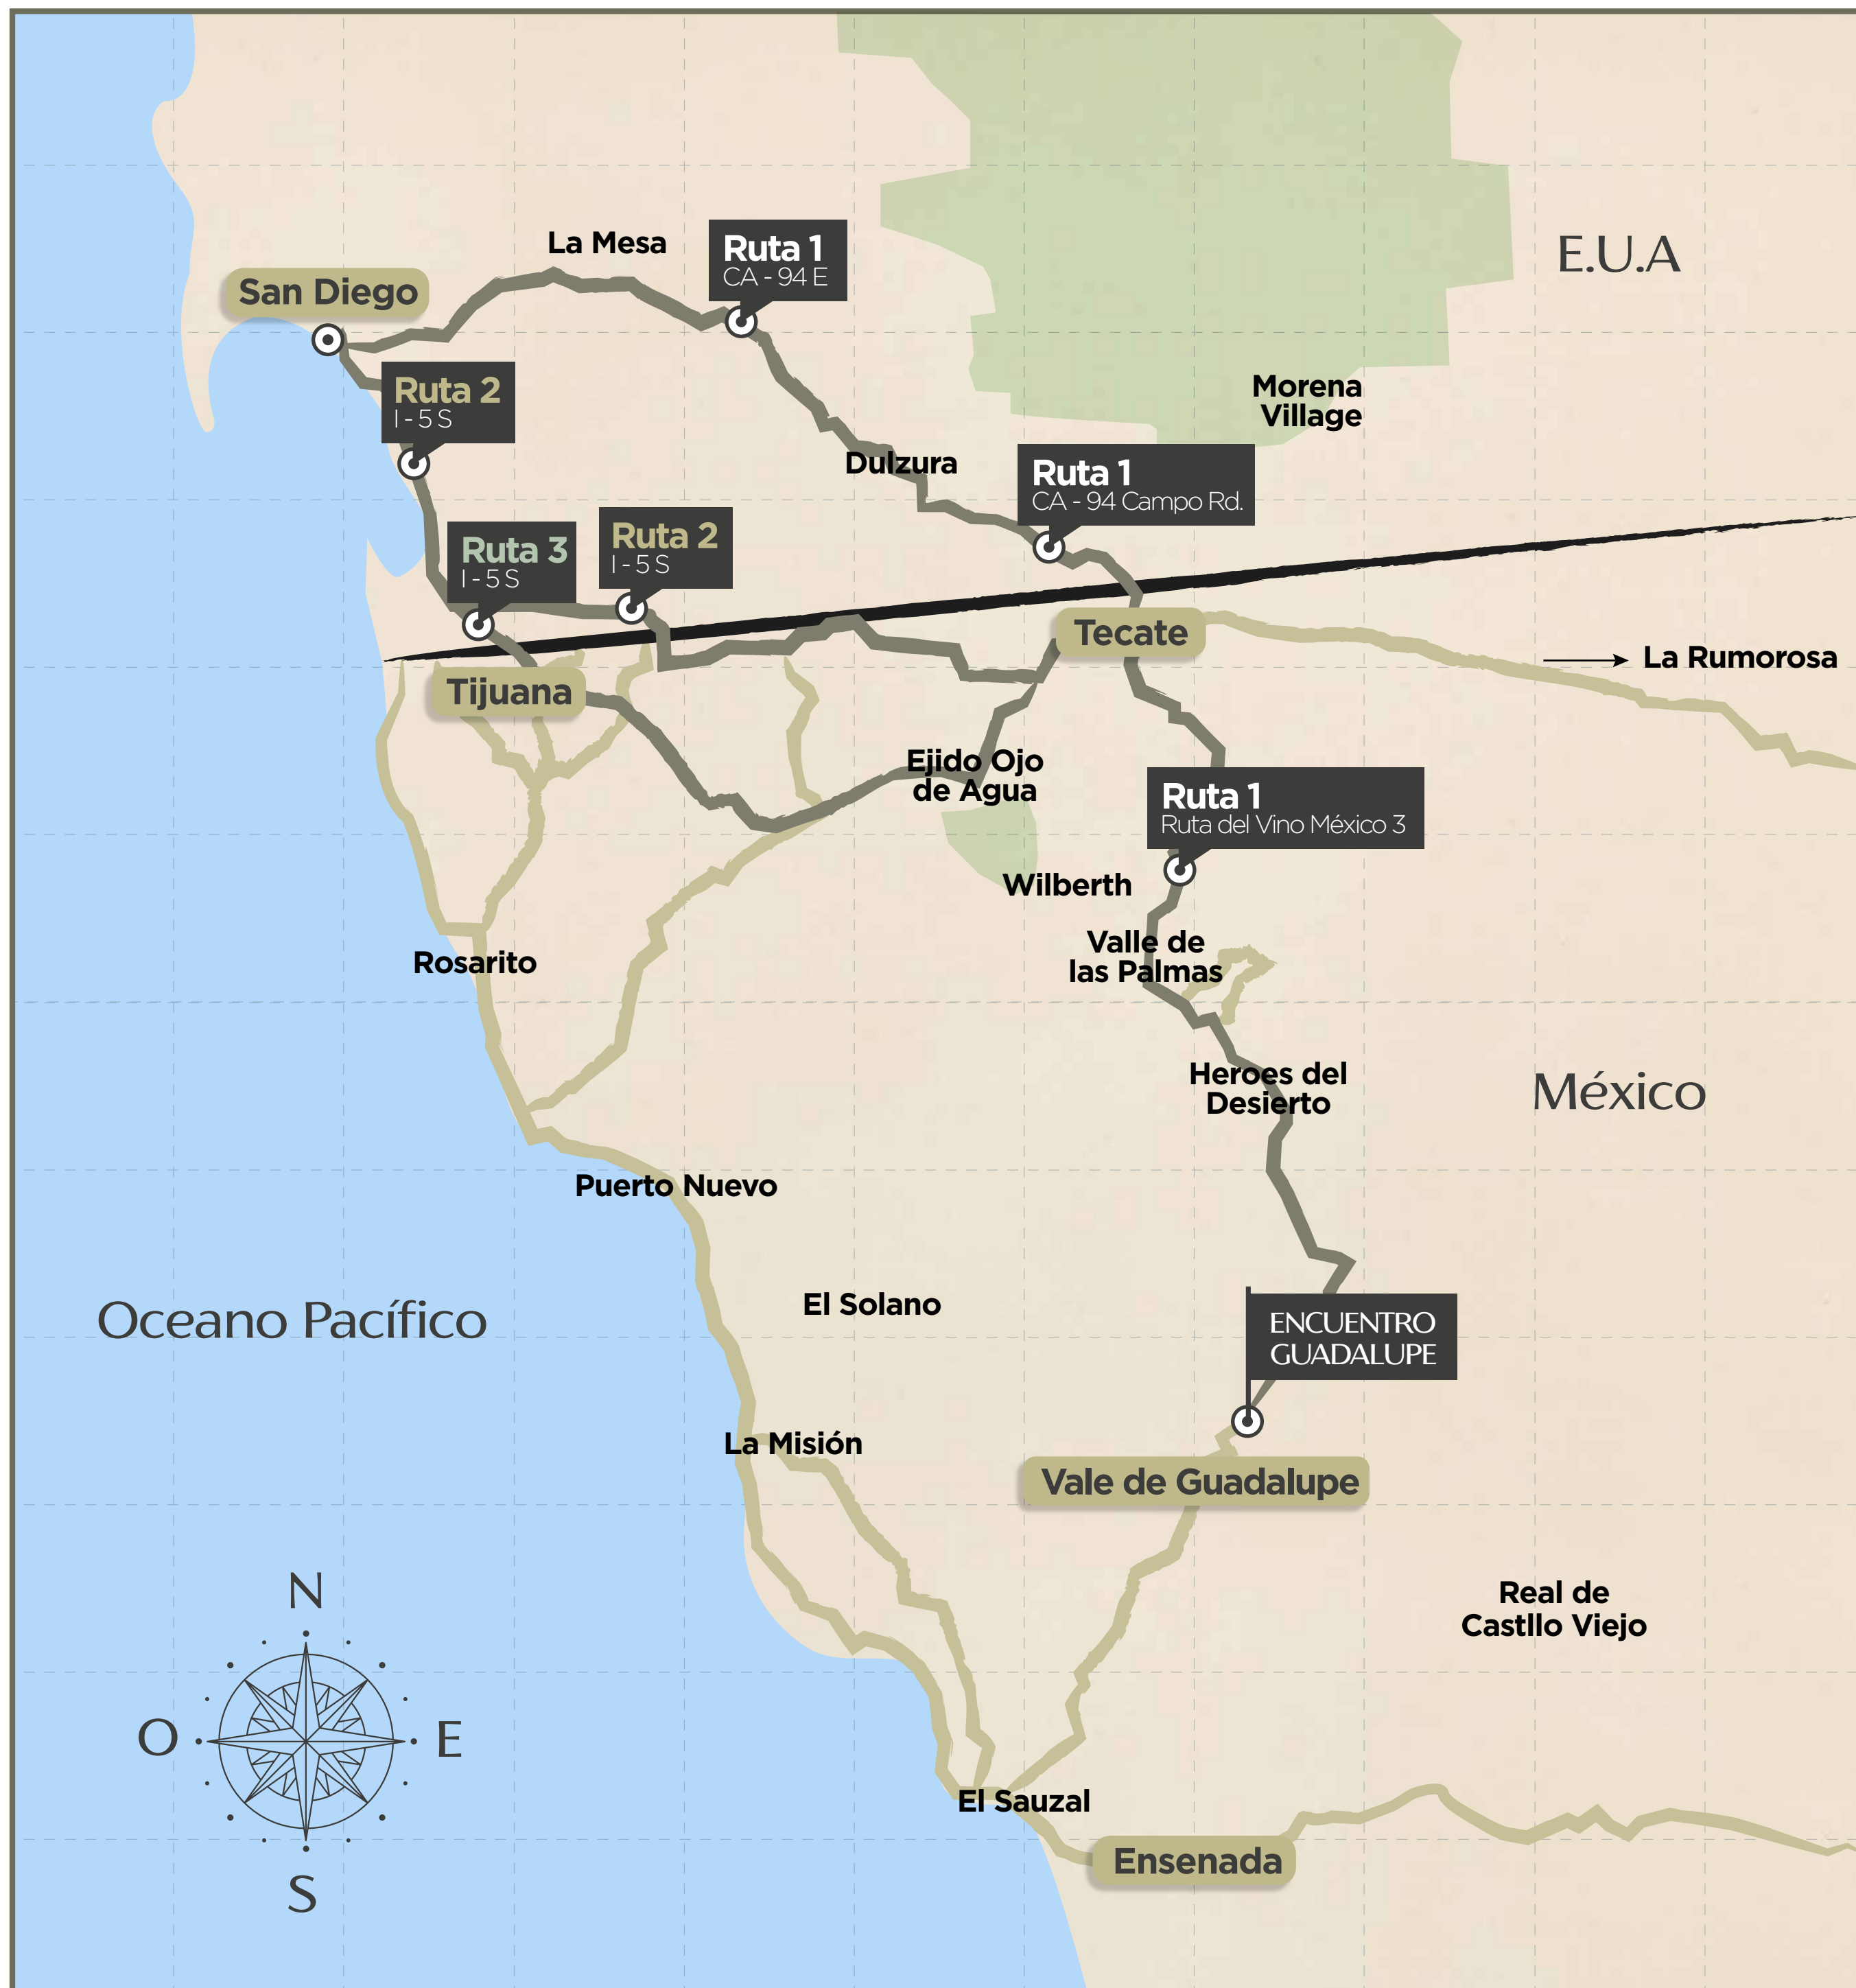 La Mesa
Ruta 1
CA - 94 E
E.U.A
San Diego
Ruta 2
I - 5 S
Morena
Village
Dulzura
Ruta 1
CA - 94 Campo Rd.
Ruta 3
I - 5 S
Ruta 2
I - 5 S
Tecate
La Rumorosa
Tijuana
Ejido Ojo
de Agua
Ruta 1
Ruta del Vino México 3
Wilberth
Valle de
las Palmas
Rosarito
Heroes del
Desierto
México
Puerto Nuevo
El Solano
Oceano Pacífico
ENCUENTRO
GUADALUPE
La Misión
Vale de Guadalupe
Real de
Castllo Viejo
N
O
E
S
El Sauzal
Ensenada